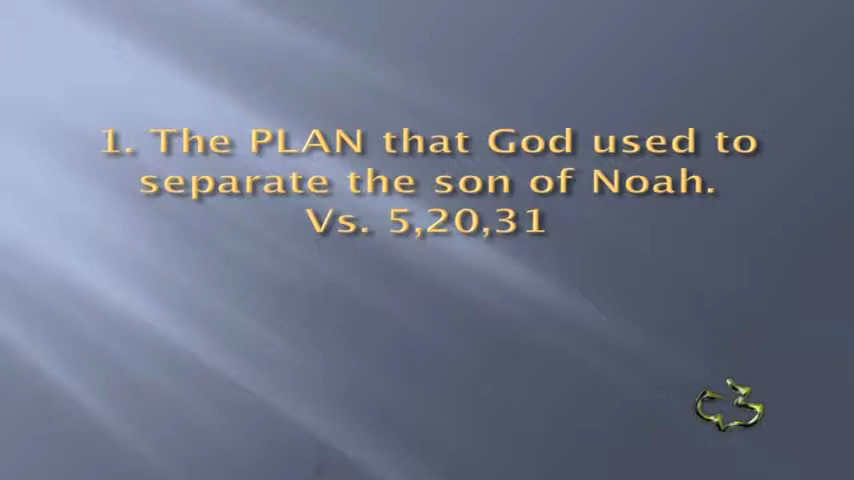 1. The PLAN that God used to
separate the son of Noah.
Vs. 5,20,31